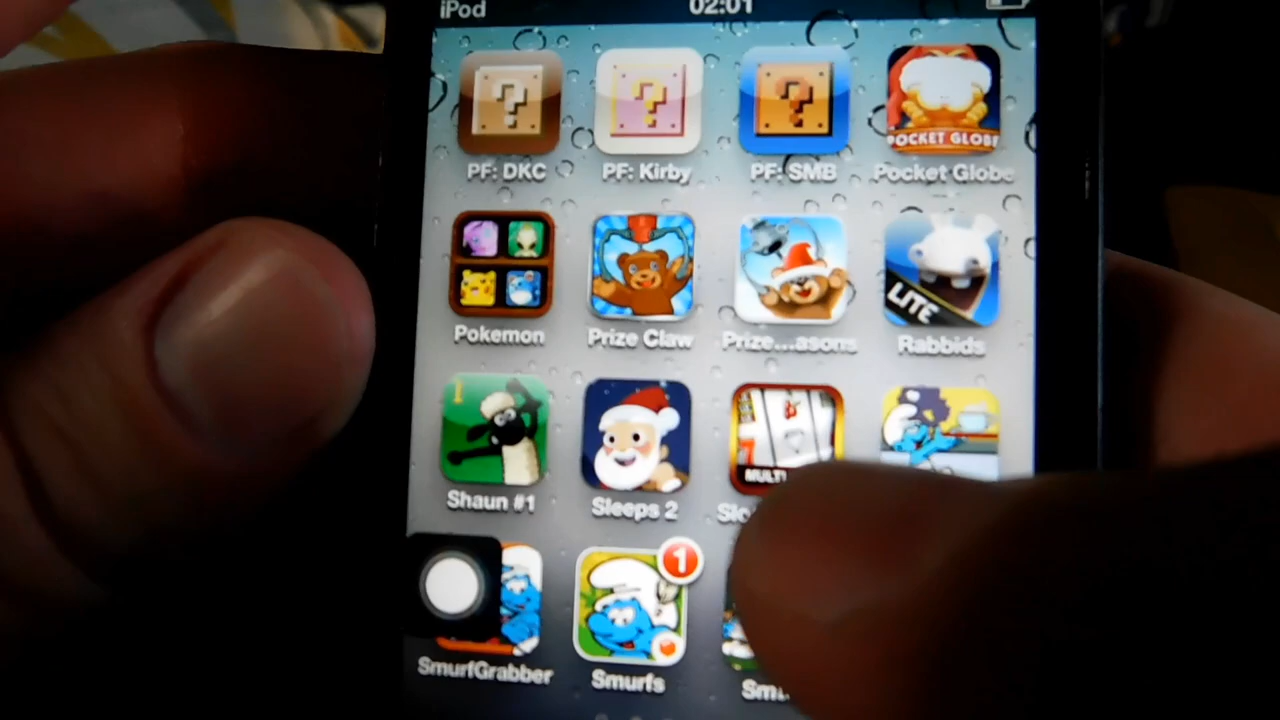 iPod 02:01
PF: DKC PF: Kirby PF: SMB Pocket Globe
POCKET GLOBE
Pokemon Prize Claw Prize...asons Rabbids
LITE
Shaun #1 Sleeps 2
1
SmurfGrabber Smurfs